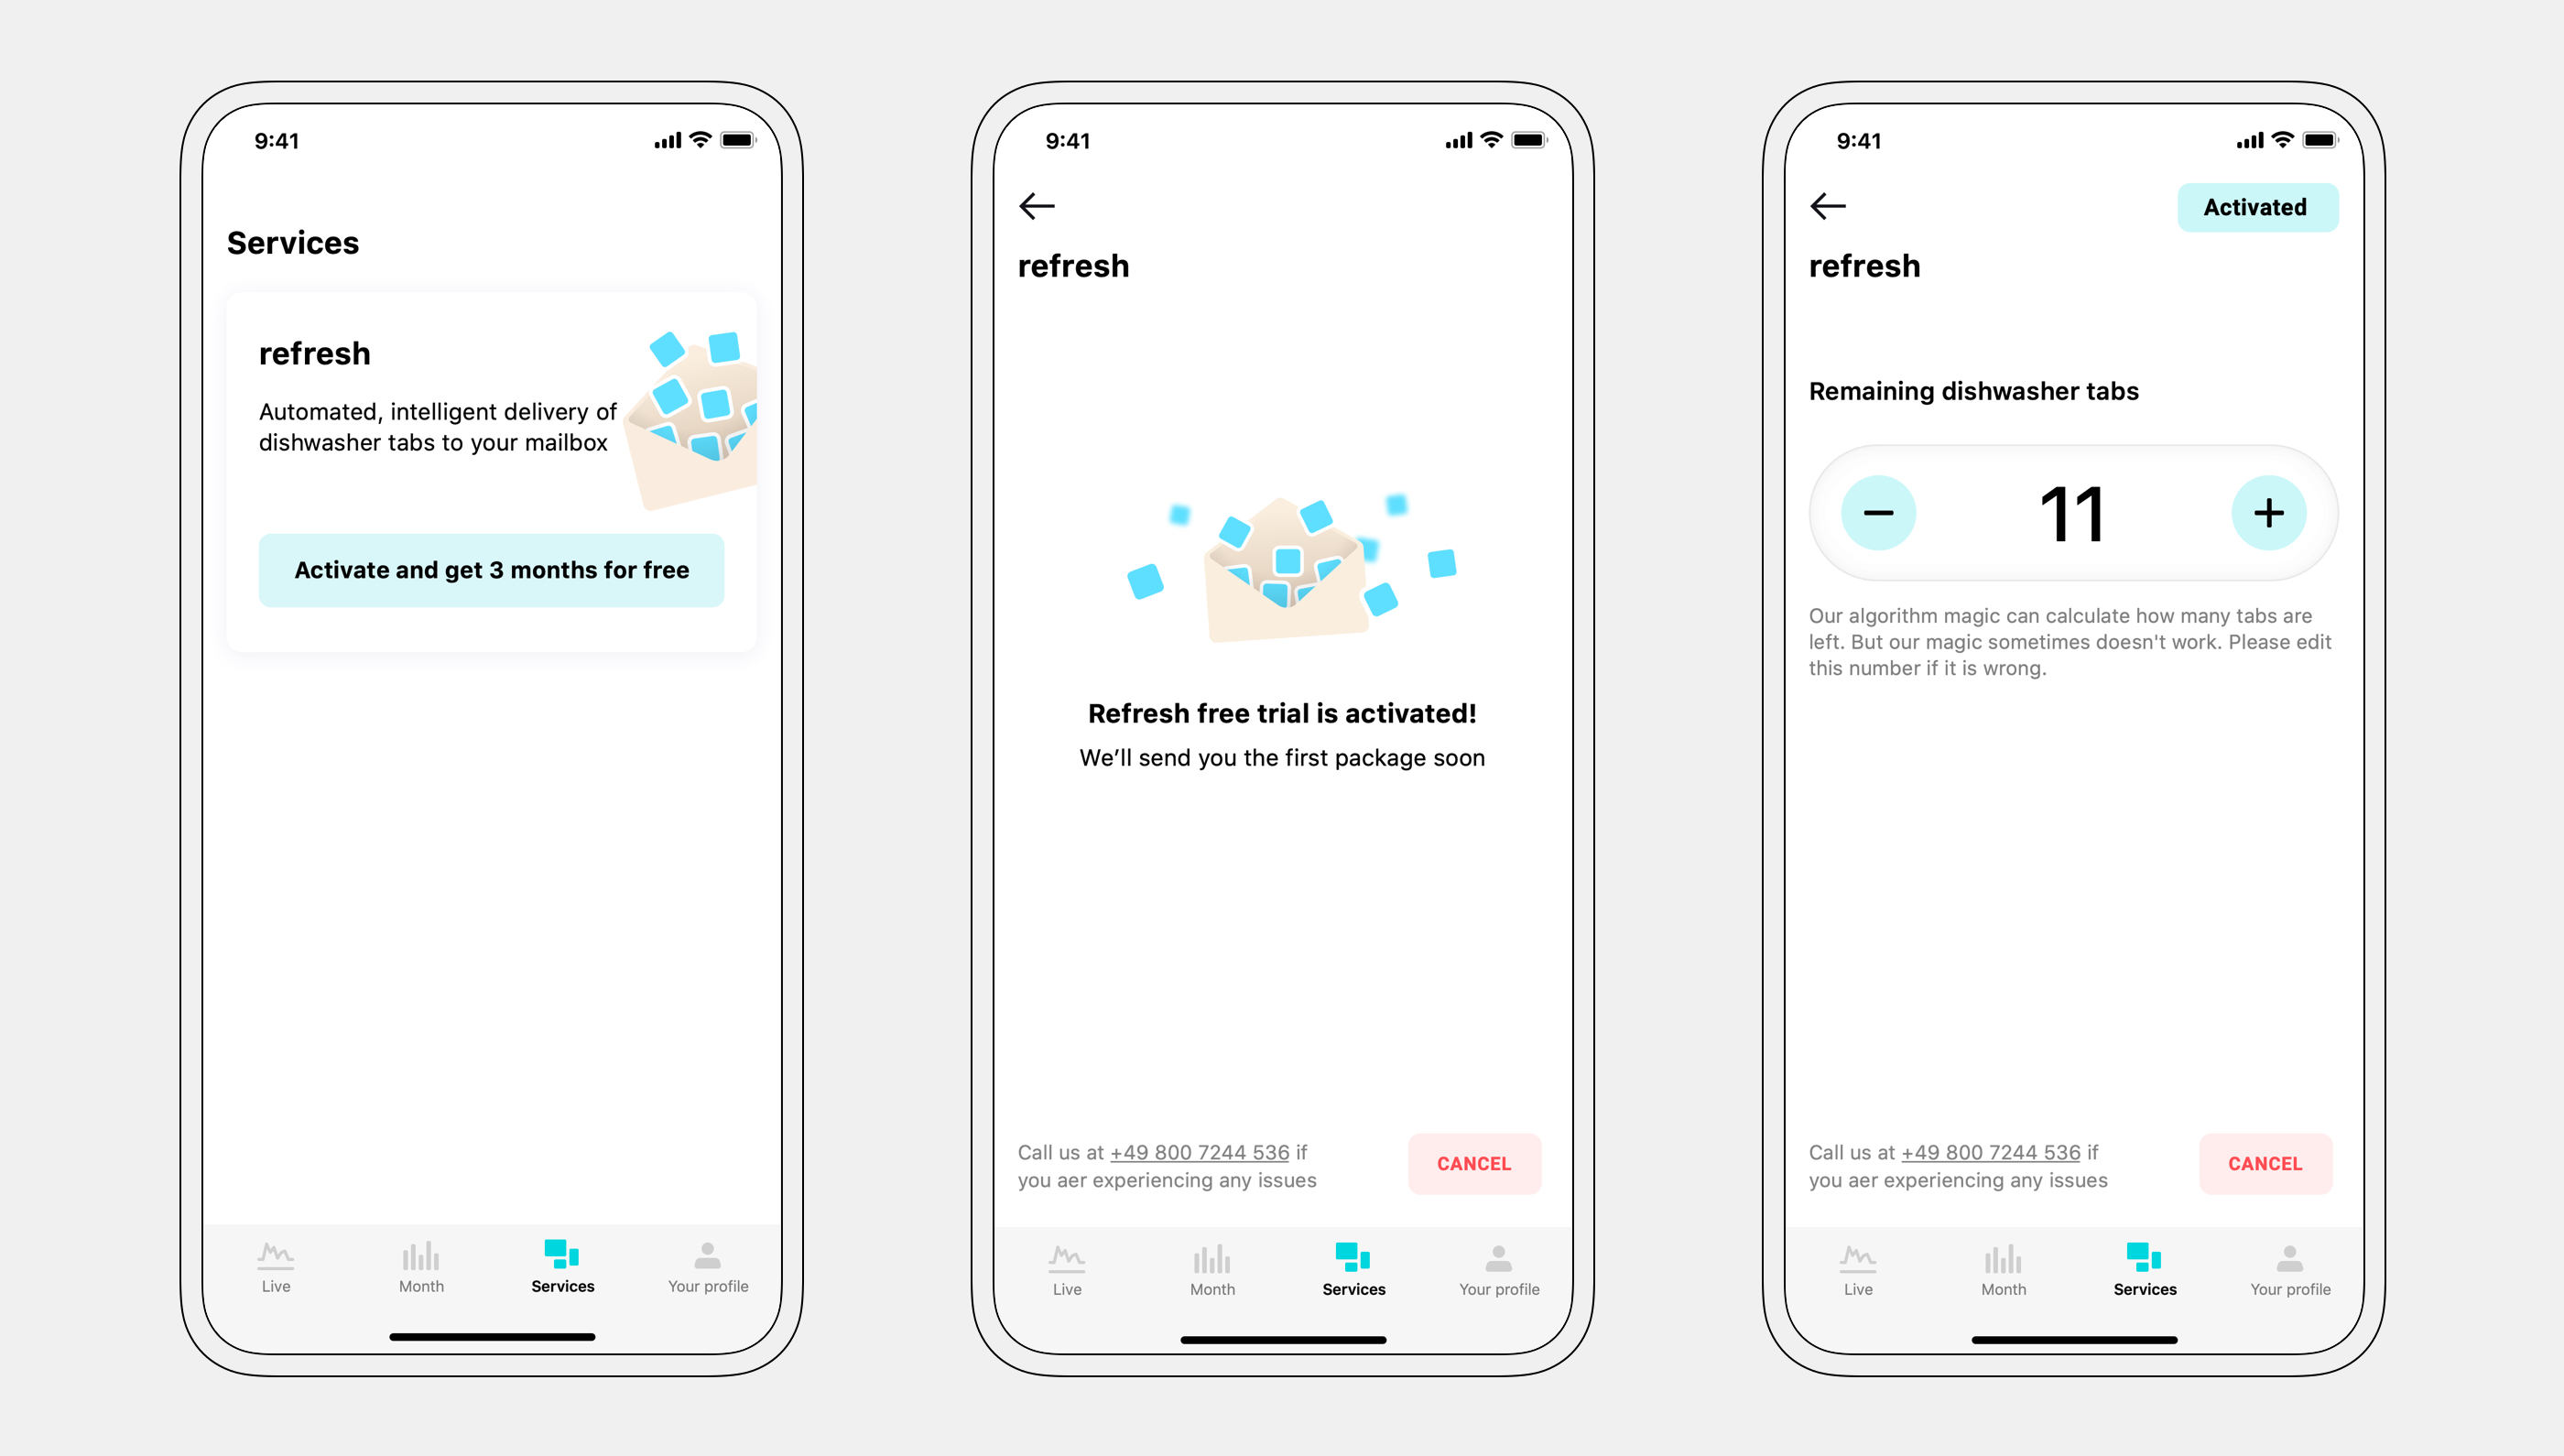 9:41
Services
refresh
Automated, intelligent delivery of
dishwasher tabs to your mailbox
Activate and get 3 months for free
Live
Month
Services
Your profile
9:41
refresh
Refresh free trial is activated!
We’ll send you the first package soon
Call us at +49 800 7244 536 if
you aer experiencing any issues
CANCEL
Live
Month
Services
Your profile
9:41
Activated
refresh
Remaining dishwasher tabs
11
Our algorithm magic can calculate how many tabs are
left. But our magic sometimes doesn't work. Please edit
this number if it is wrong.
Call us at +49 800 7244 536 if
you aer experiencing any issues
CANCEL
Live
Month
Services
Your profile